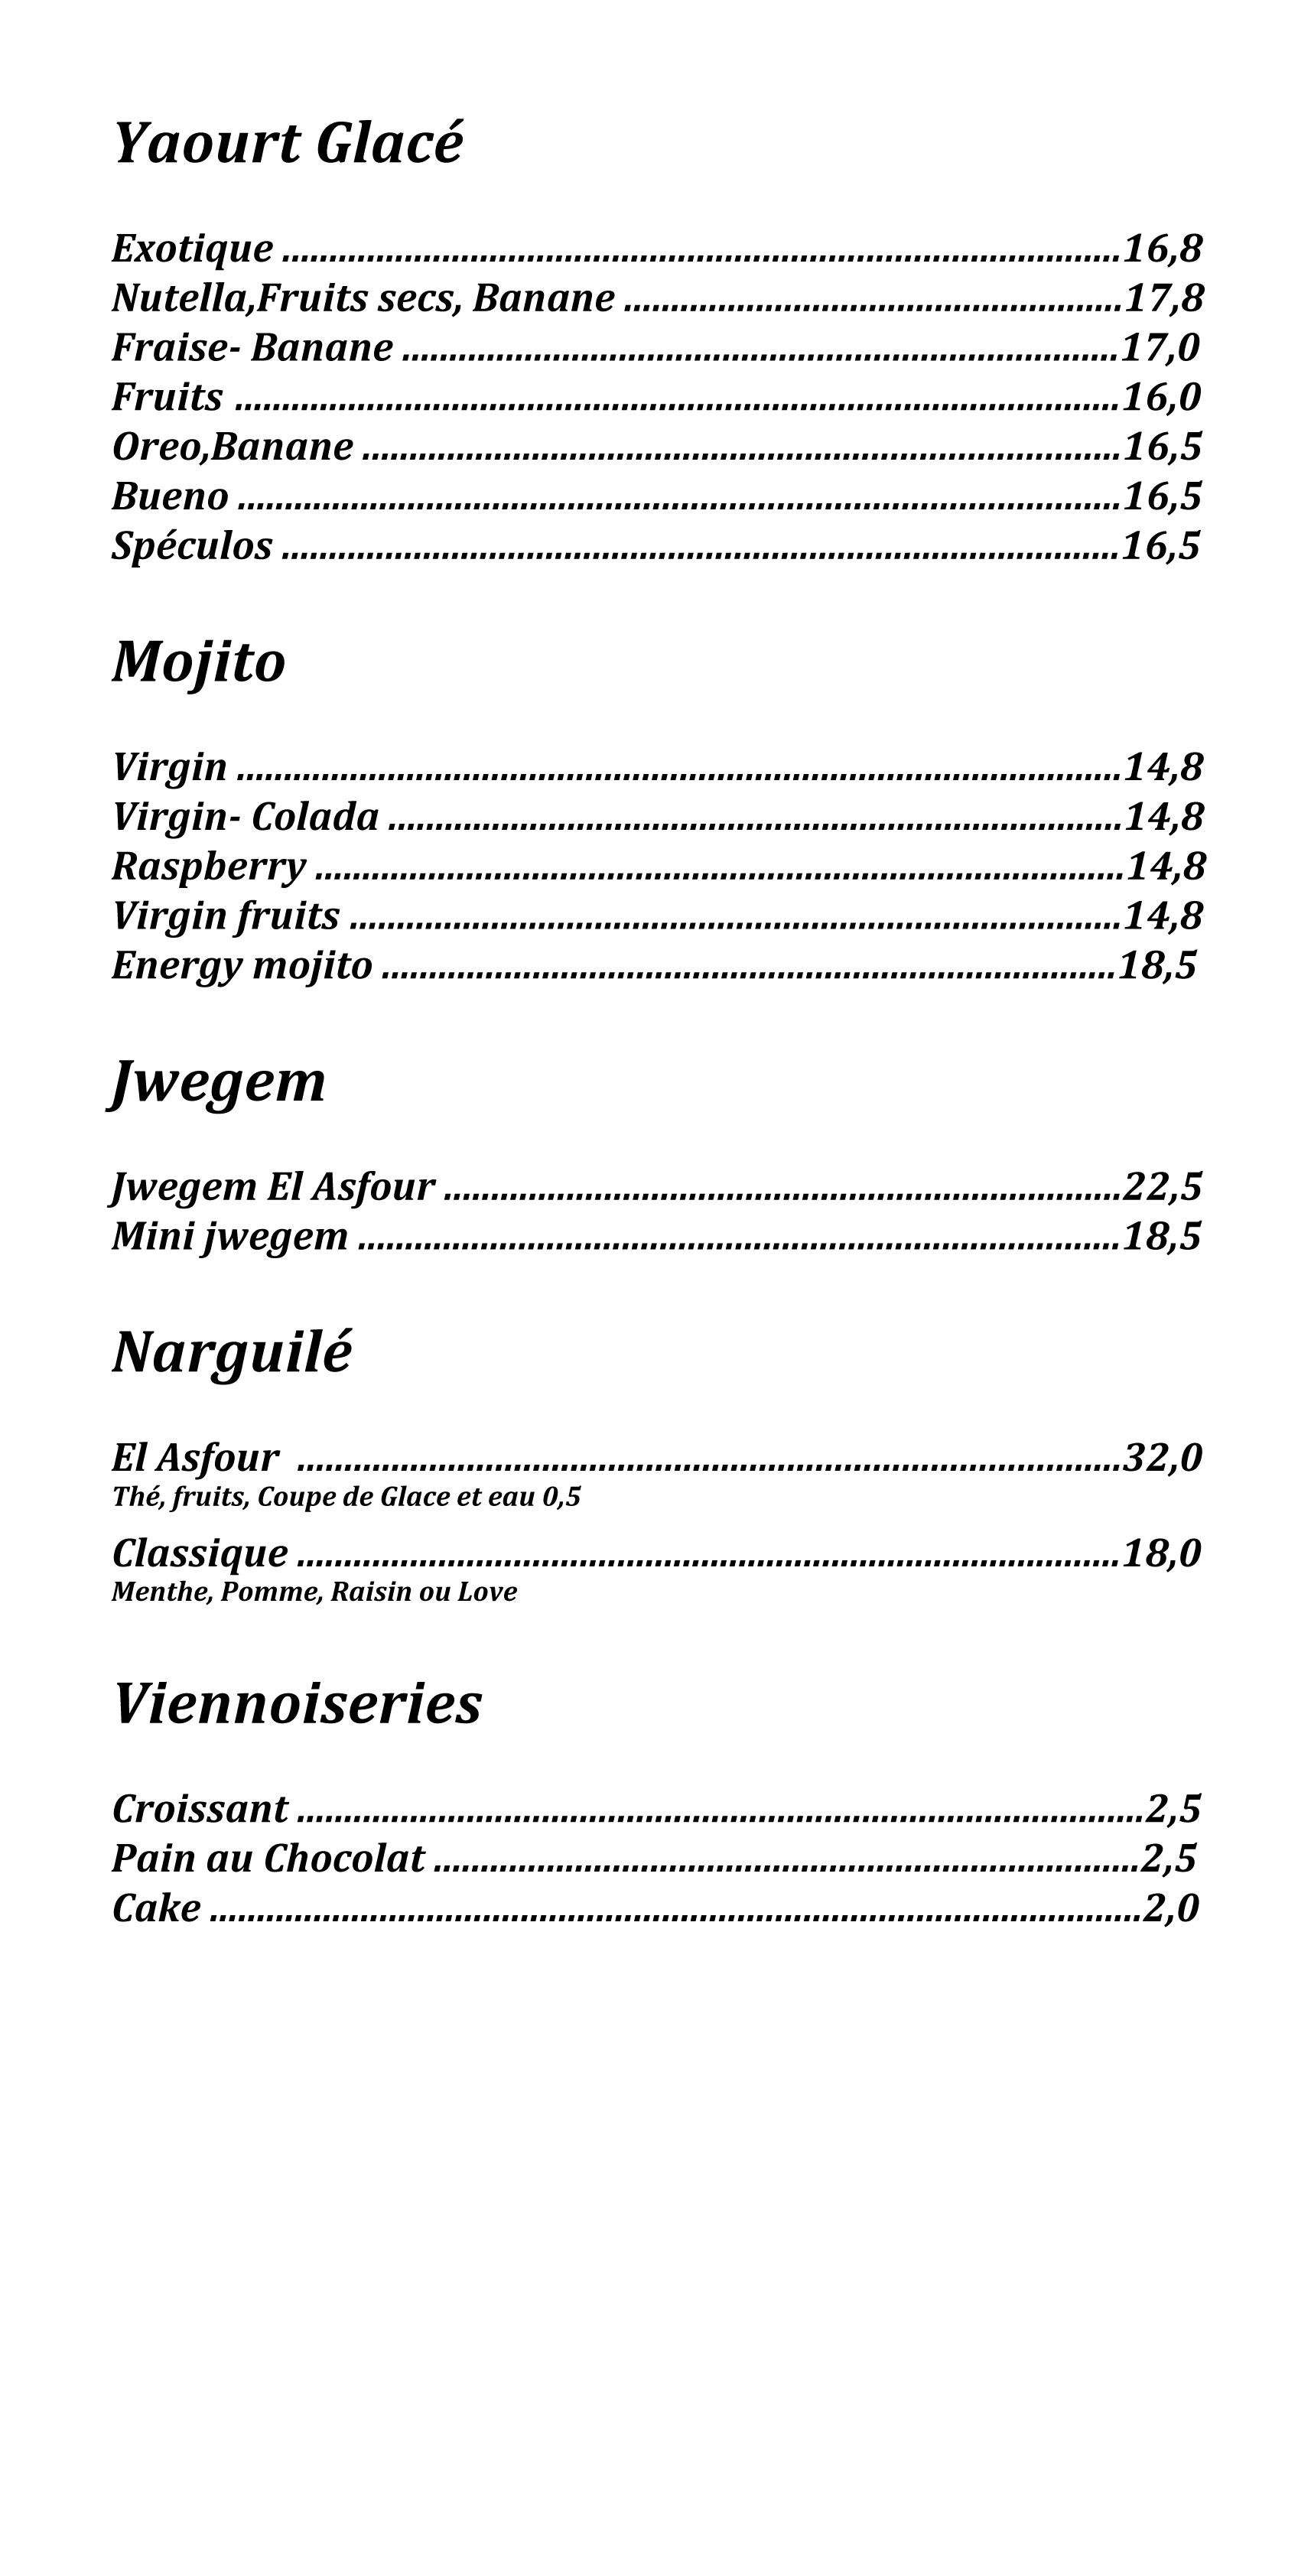 Yaourt Glacé
Exotique ........................................................................................16,8
Nutella,Fruits secs, Banane .....................................................17,8
Fraise- Banane ............................................................................17,0
Fruits ..............................................................................................16,0
Oreo,Banane .................................................................................16,5
Bueno ..............................................................................................16,5
Spéculos .........................................................................................16,5
Mojito
Virgin ..............................................................................................14,8
Virgin- Colada ..............................................................................14,8
Raspberry ......................................................................................14,8
Virgin fruits ..................................................................................14,8
Energy mojito ..............................................................................18,5
Jwegem
Jwegem El Asfour ........................................................................22,5
Mini jwegem .................................................................................18,5
Narguilé
El Asfour ........................................................................................32,0
Thé, fruits, Coupe de Glace et eau 0,5
Classique ........................................................................................18,0
Menthe, Pomme, Raisin ou Love
Viennoiseries
Croissant ..........................................................................................2,5
Pain au Chocolat ...........................................................................2,5
Cake ...................................................................................................2,0